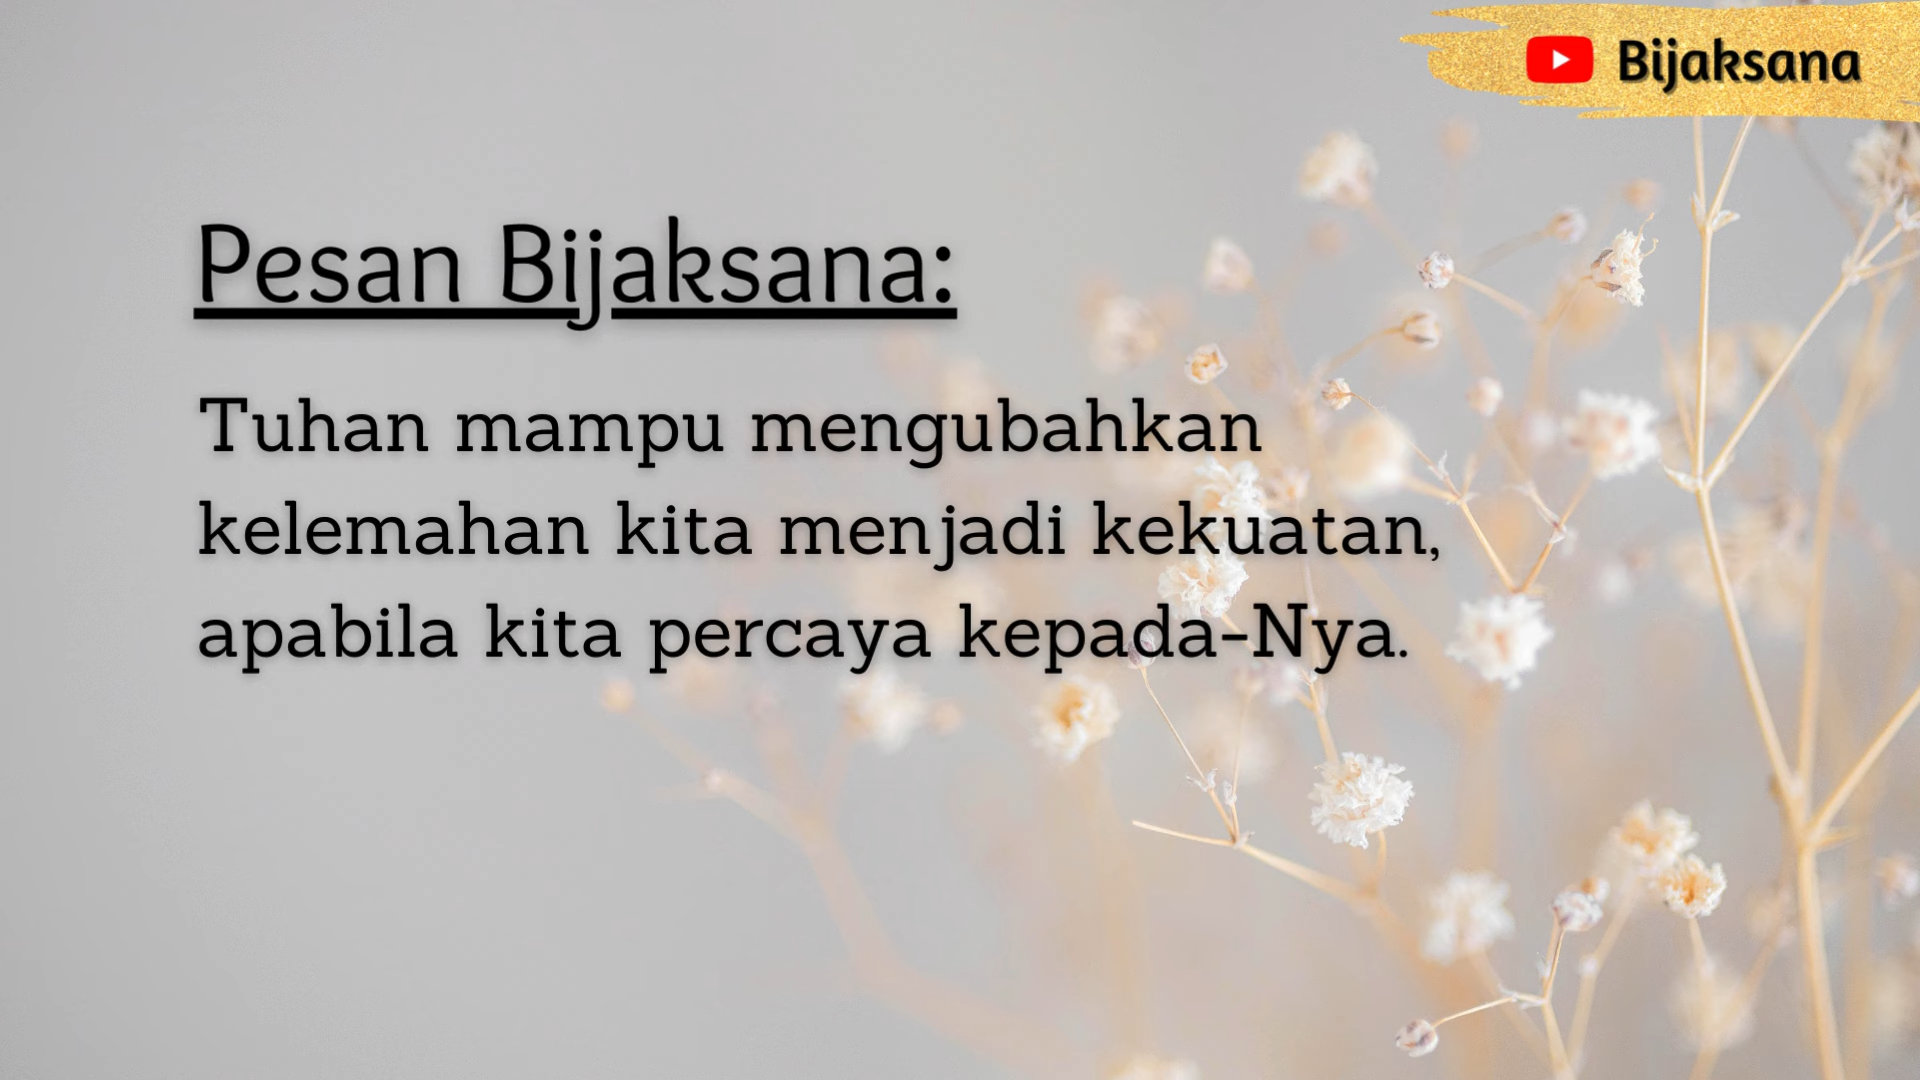 Bijaksana
Pesan Bijaksana:
Tuhan mampu mengubahkan
kelemahan kita menjadi kekuatan,
apabila kita percaya kepada-Nya.